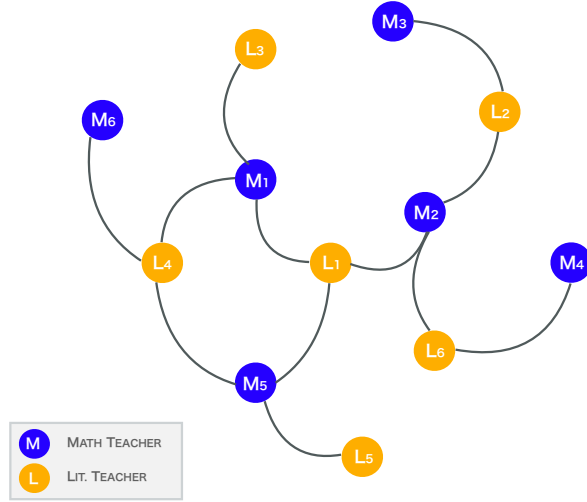 M3
L3
L2
M6
M1
M2
L4
L1
M4
L6
M5
L5
M MATH TEACHER
L LIT. TEACHER